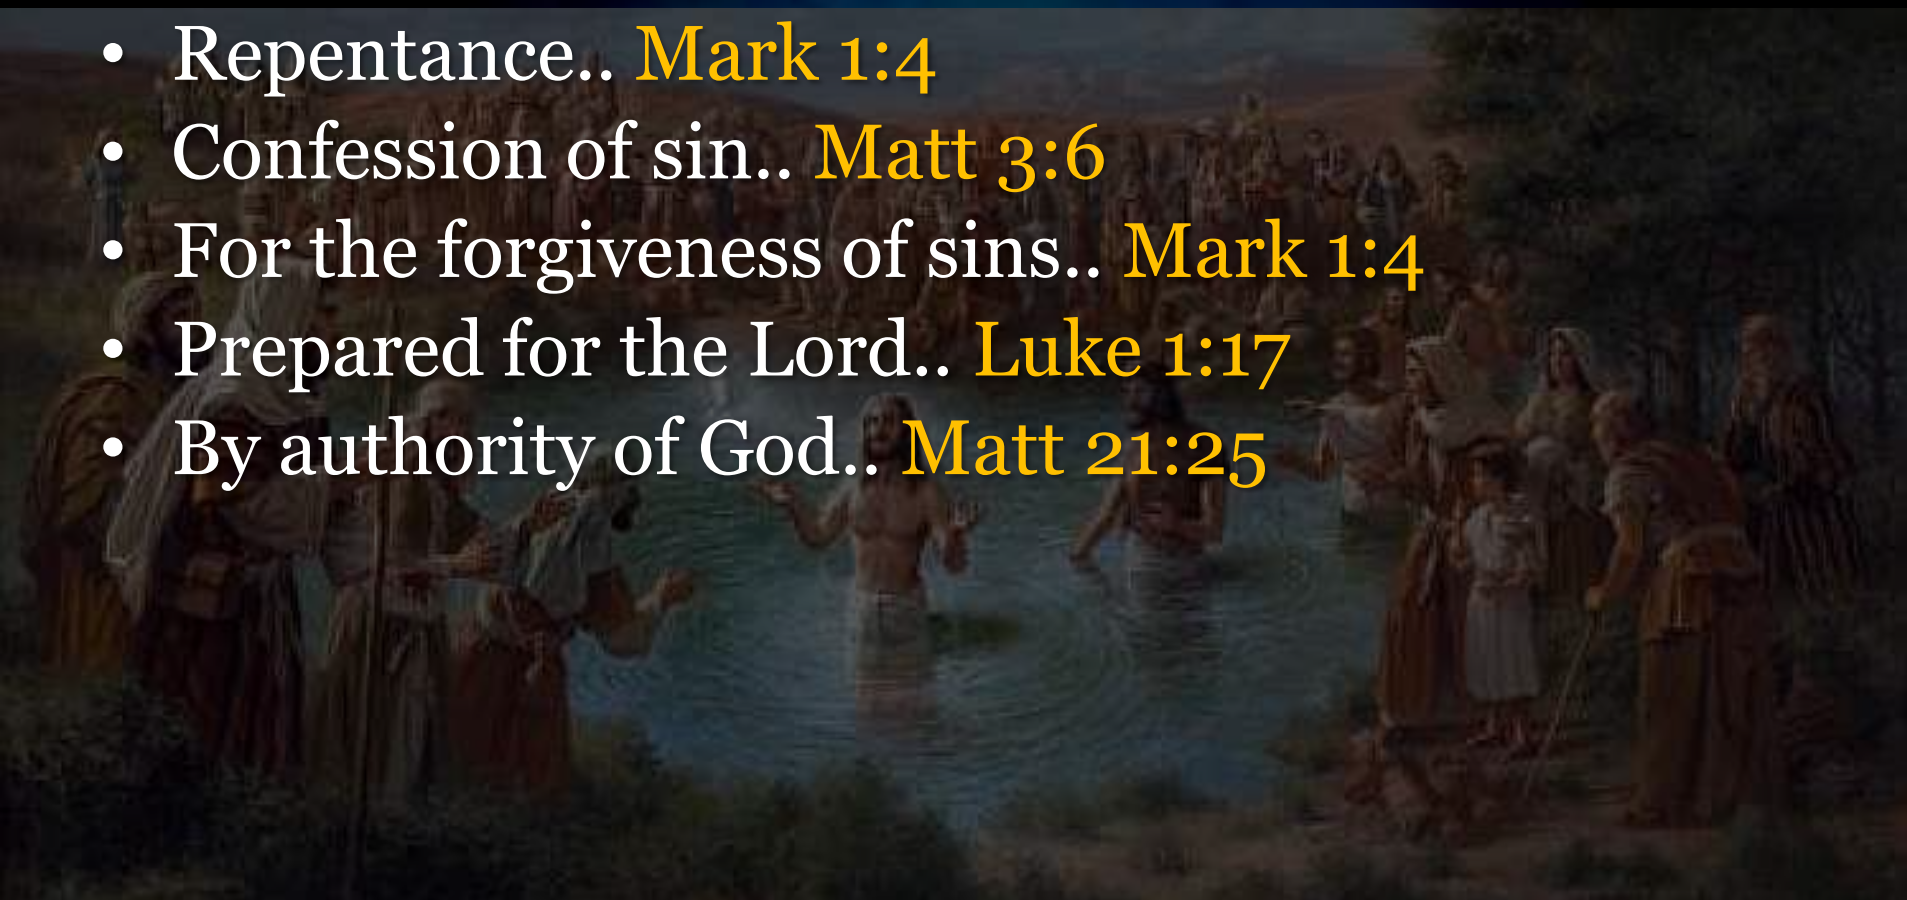 • Repentance.. Mark 1:4
• Confession of sin.. Matt 3:6
• For the forgiveness of sins.. Mark 1:4
• Prepared for the Lord.. Luke 1:17
• By authority of God.. Matt 21:25